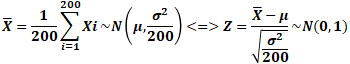 X̅ = 1/200 ∑_{i=1}^{200} Xi ~N(μ, σ²/200) <=> Z = (X̅ − μ)/√(σ²/200) ~N(0, 1)